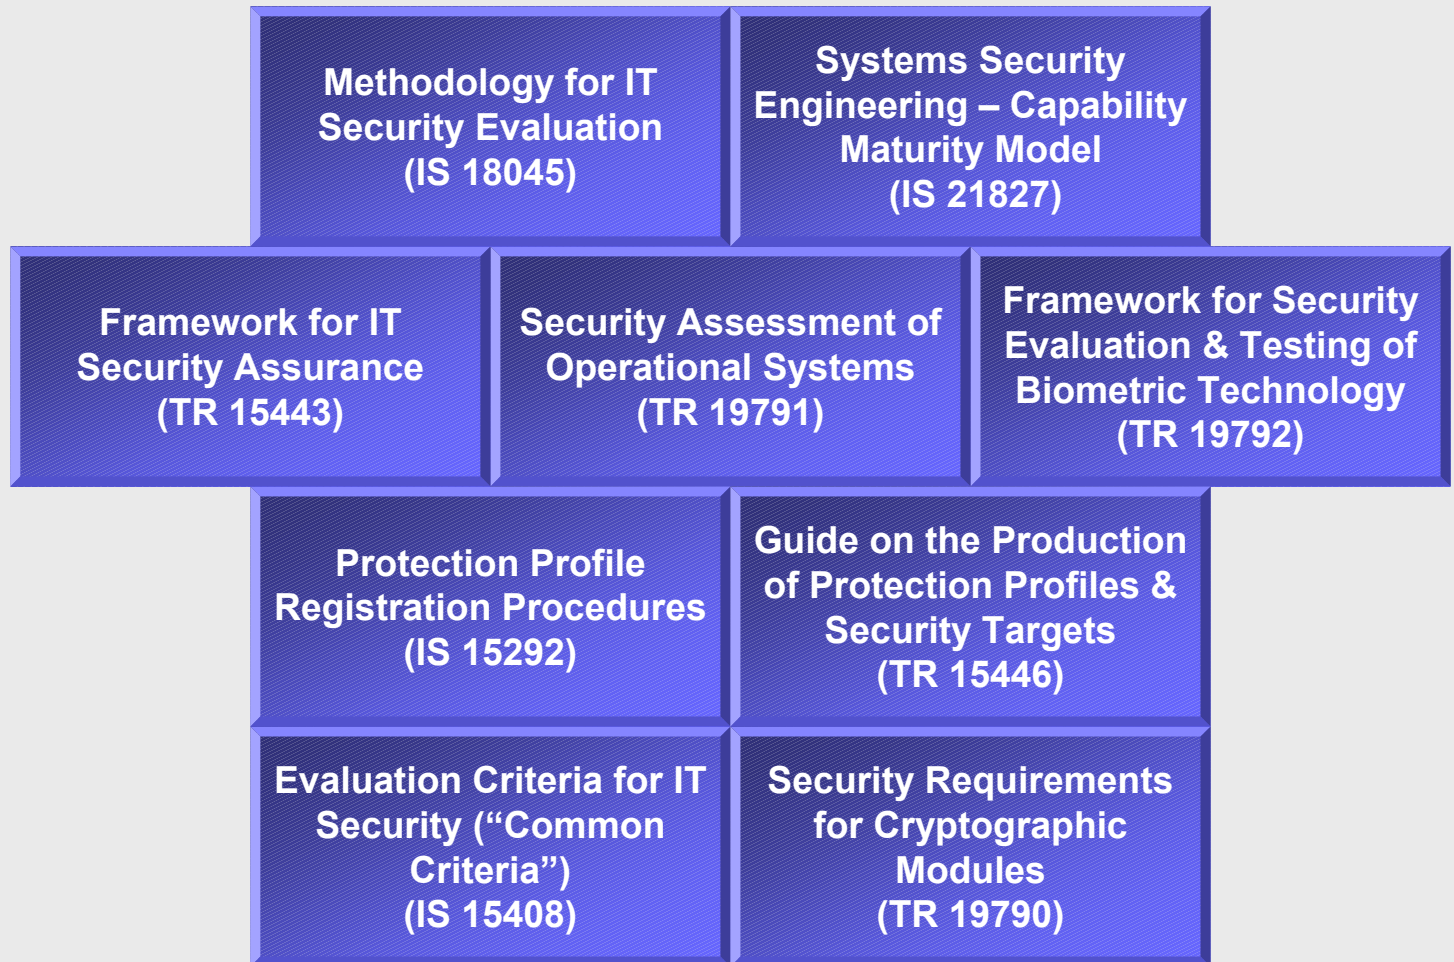 Methodology for IT
Security Evaluation
(IS 18045)
Systems Security
Engineering – Capability
Maturity Model
(IS 21827)
Framework for IT
Security Assurance
(TR 15443)
Security Assessment of
Operational Systems
(TR 19791)
Framework for Security
Evaluation & Testing of
Biometric Technology
(TR 19792)
Protection Profile
Registration Procedures
(IS 15292)
Guide on the Production
of Protection Profiles &
Security Targets
(TR 15446)
Evaluation Criteria for IT
Security (“Common
Criteria”)
(IS 15408)
Security Requirements
for Cryptographic
Modules
(TR 19790)